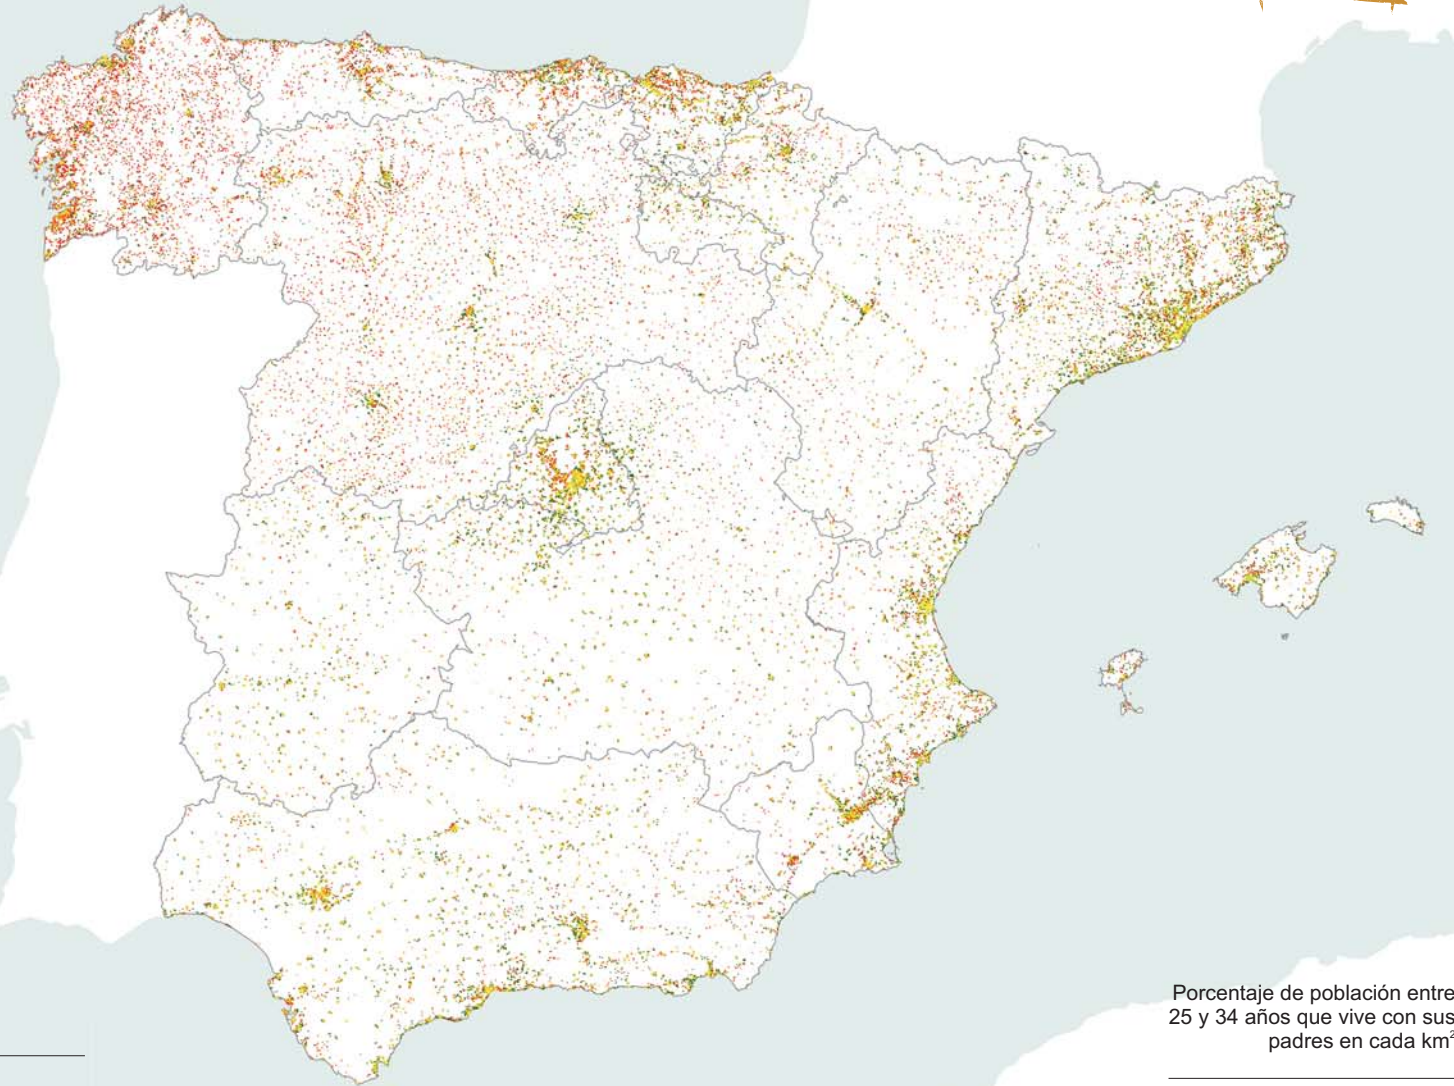 Porcentaje de población entre
25 y 34 años que vive con sus
padres en cada km²